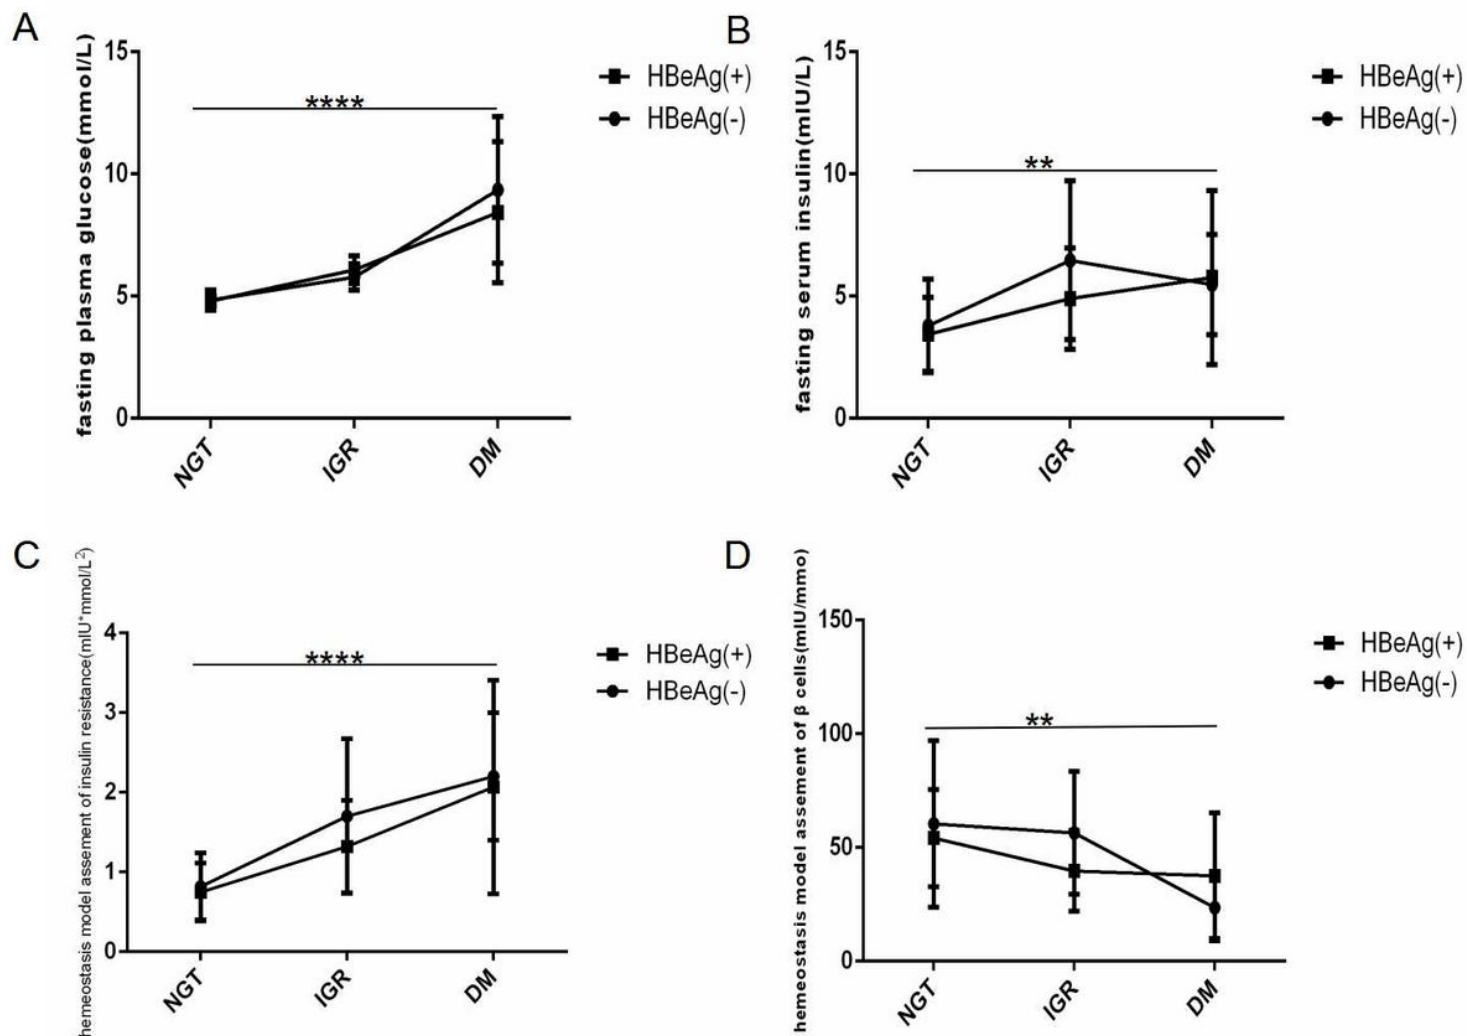 A
fasting plasma glucose(mmol/L)
15
10
5
0
****
HBeAg(+)
HBeAg(-)
NGT
IGR
DM
B
fasting serum insulin(mIU/L)
15
10
5
0
**
HBeAg(+)
HBeAg(-)
NGT
IGR
DM
C
hemeostasis model assement of insulin resistance(mIU*mmol/L²)
4
3
2
1
0
****
HBeAg(+)
HBeAg(-)
NGT
IGR
DM
D
hemeostasis model assement of β cells(mIU/mmo)
150
100
50
0
**
HBeAg(+)
HBeAg(-)
NGT
IGR
DM